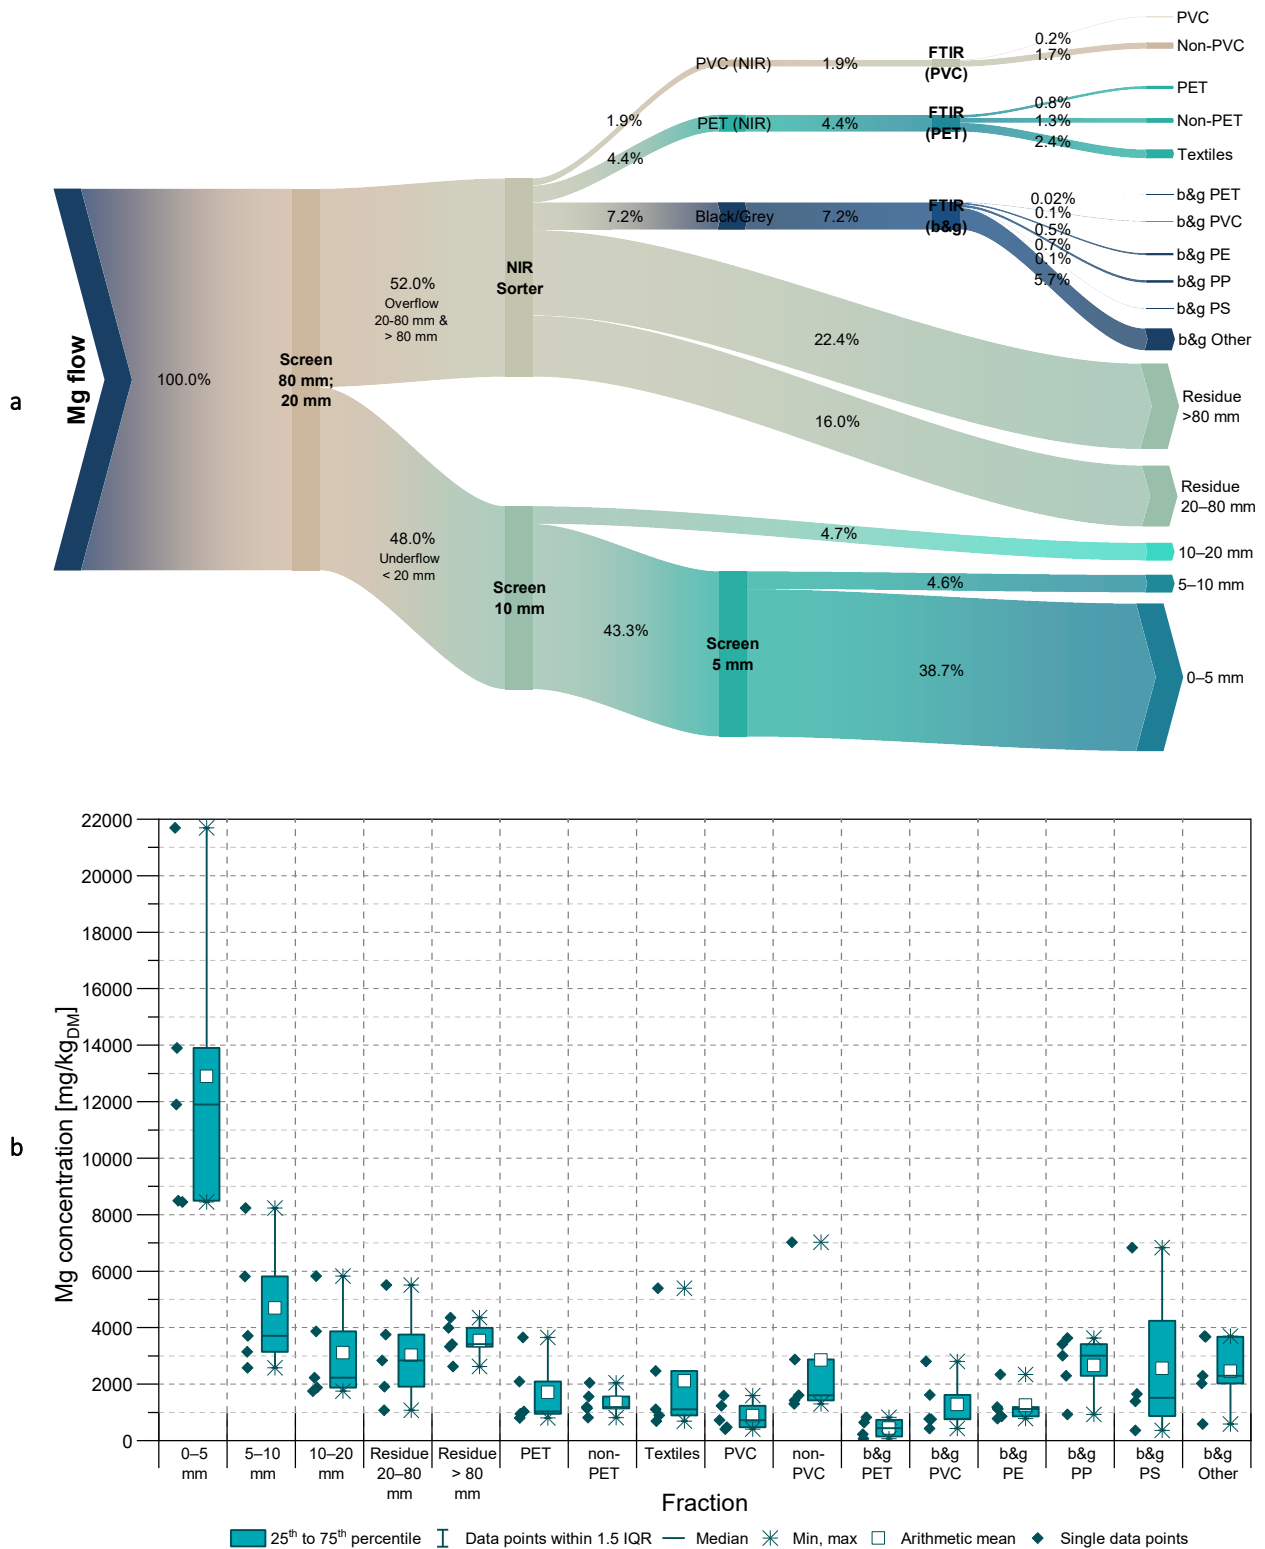 a
Mg flow
100.0%
Screen
80 mm;
20 mm
52.0%
Overflow
20-80 mm &
> 80 mm
48.0%
Underflow
< 20 mm
NIR
Sorter
Screen
10 mm
1.9%
4.4%
7.2%
43.3%
PVC (NIR)
PET (NIR)
Black/Grey
Screen
5 mm
1.9%
4.4%
7.2%
22.4%
16.0%
4.7%
4.6%
38.7%
FTIR
(PVC)
FTIR
(PET)
FTIR
(b&g)
0.2%
1.7%
0.8%
1.3%
2.4%
0.02%
0.1%
0.5%
0.7%
0.1%
5.7%
PVC
Non-PVC
PET
Non-PET
Textiles
b&g PET
b&g PVC
b&g PE
b&g PP
b&g PS
b&g Other
Residue
>80 mm
Residue
20–80 mm
10–20 mm
5–10 mm
0–5 mm
b
Mg concentration [mg/kgDM]
22000
20000
18000
16000
14000
12000
10000
8000
6000
4000
2000
0
0–5
mm
5–10
mm
10–20
mm
Residue
20–80
mm
Residue
> 80
mm
PET
non-
PET
Textiles
PVC
non-
PVC
b&g
PET
b&g
PVC
b&g
PE
b&g
PP
b&g
PS
b&g
Other
Fraction
25th to 75th percentile
Data points within 1.5 IQR
Median
Min, max
Arithmetic mean
Single data points